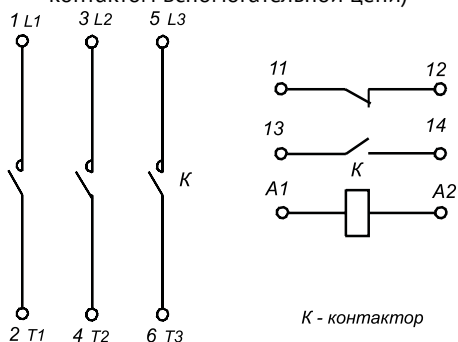 контактом вспомогательной цепи)
1 L1 3 L2 5 L3
11 12
13 14
K
K
A1 A2
2 T1 4 T2 6 T3
K - контактор